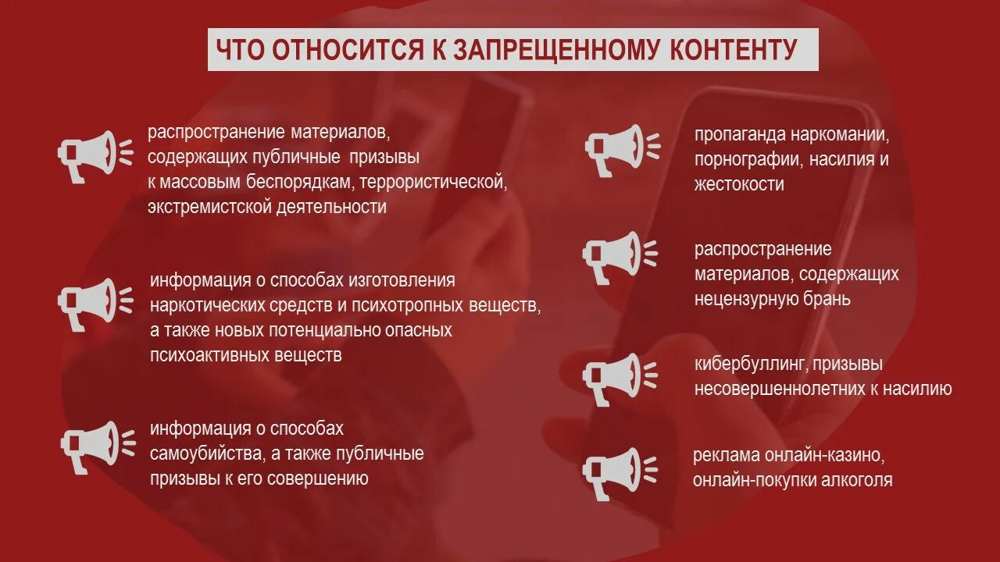 ЧТО ОТНОСИТСЯ К ЗАПРЕЩЕННОМУ КОНТЕНТУ
распространение материалов,
содержащих публичные призывы
к массовым беспорядкам, террористической,
экстремистской деятельности
информация о способах изготовления
наркотических средств и психотропных веществ,
а также новых потенциально опасных
психоактивных веществ
информация о способах
самоубийства, а также публичные
призывы к его совершению
пропаганда наркомании,
порнографии, насилия и
жестокости
распространение
материалов, содержащих
нецензурную брань
кибербуллинг, призывы
несовершеннолетних к насилию
реклама онлайн-казино,
онлайн-покупки алкоголя